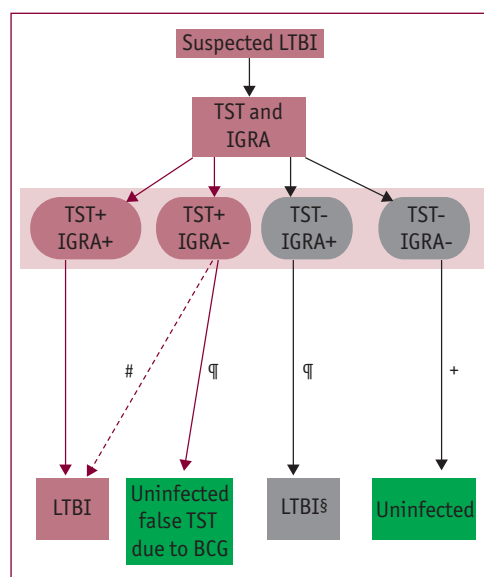 Suspected LTBI
TST and
IGRA
TST+
IGRA+
TST+
IGRA-
TST-
IGRA+
TST-
IGRA-
#
¶
¶
+
LTBI
Uninfected
false TST
due to BCG
LTBI§
Uninfected